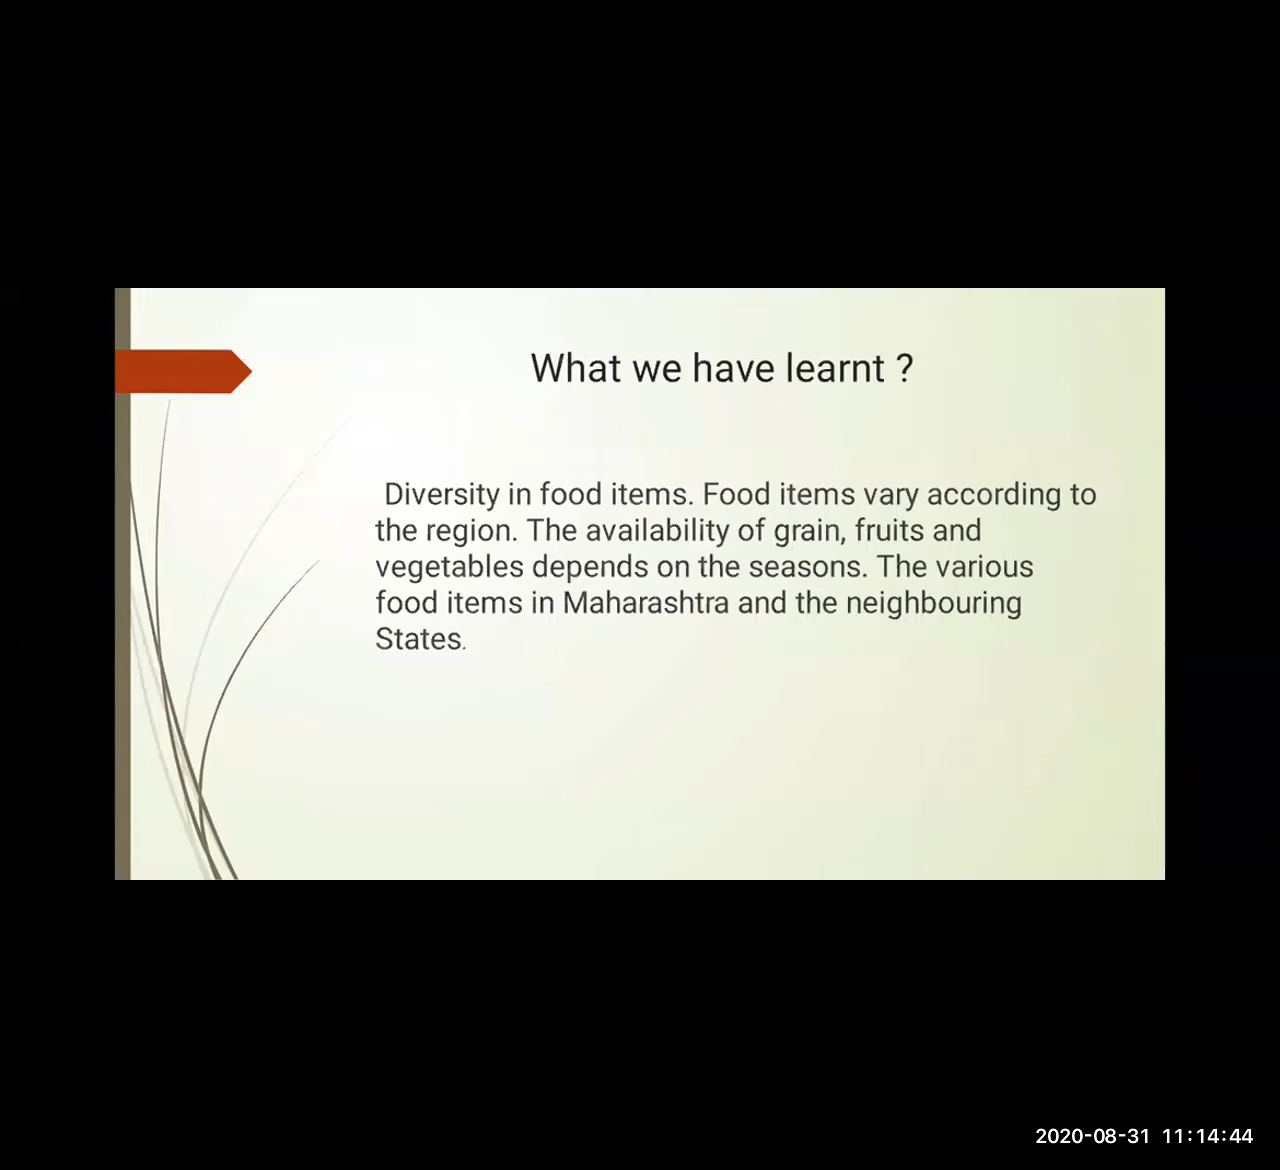 What we have learnt ?
Diversity in food items. Food items vary according to
the region. The availability of grain, fruits and
vegetables depends on the seasons. The various
food items in Maharashtra and the neighbouring
States.
2020-08-31 11:14:44